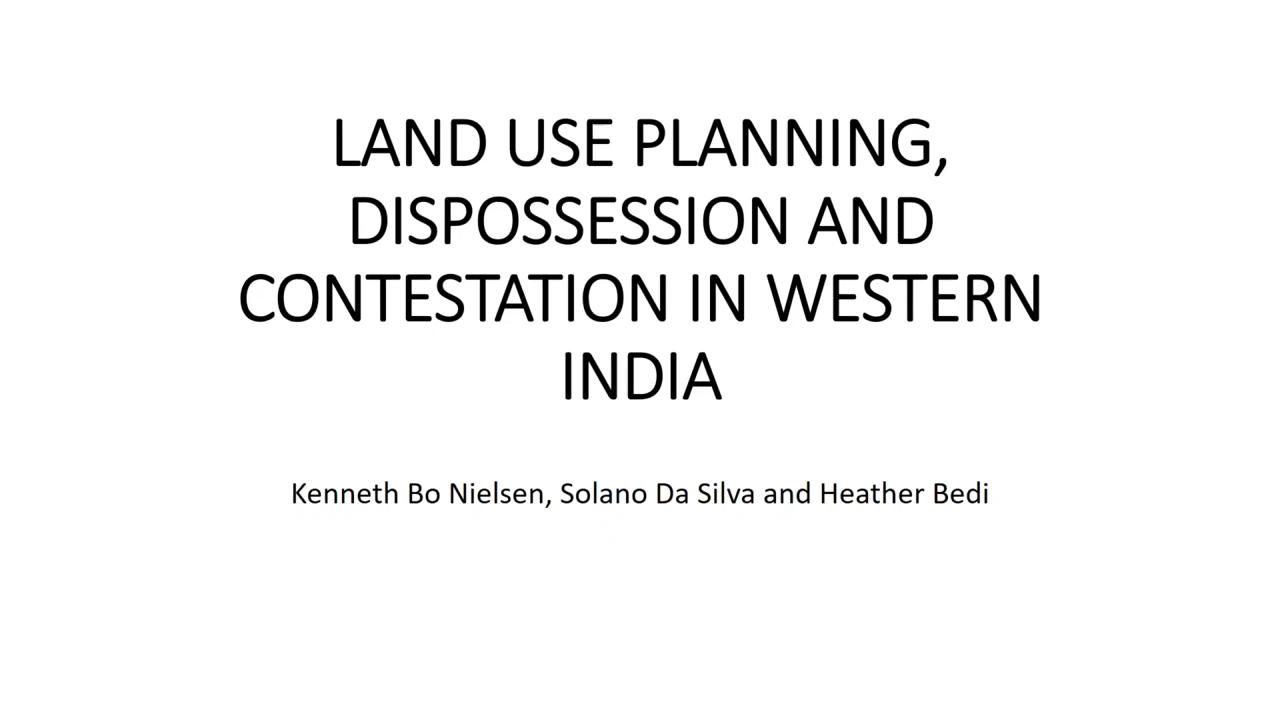 LAND USE PLANNING,
DISPOSSESSION AND
CONTESTATION IN WESTERN
INDIA
Kenneth Bo Nielsen, Solano Da Silva and Heather Bedi